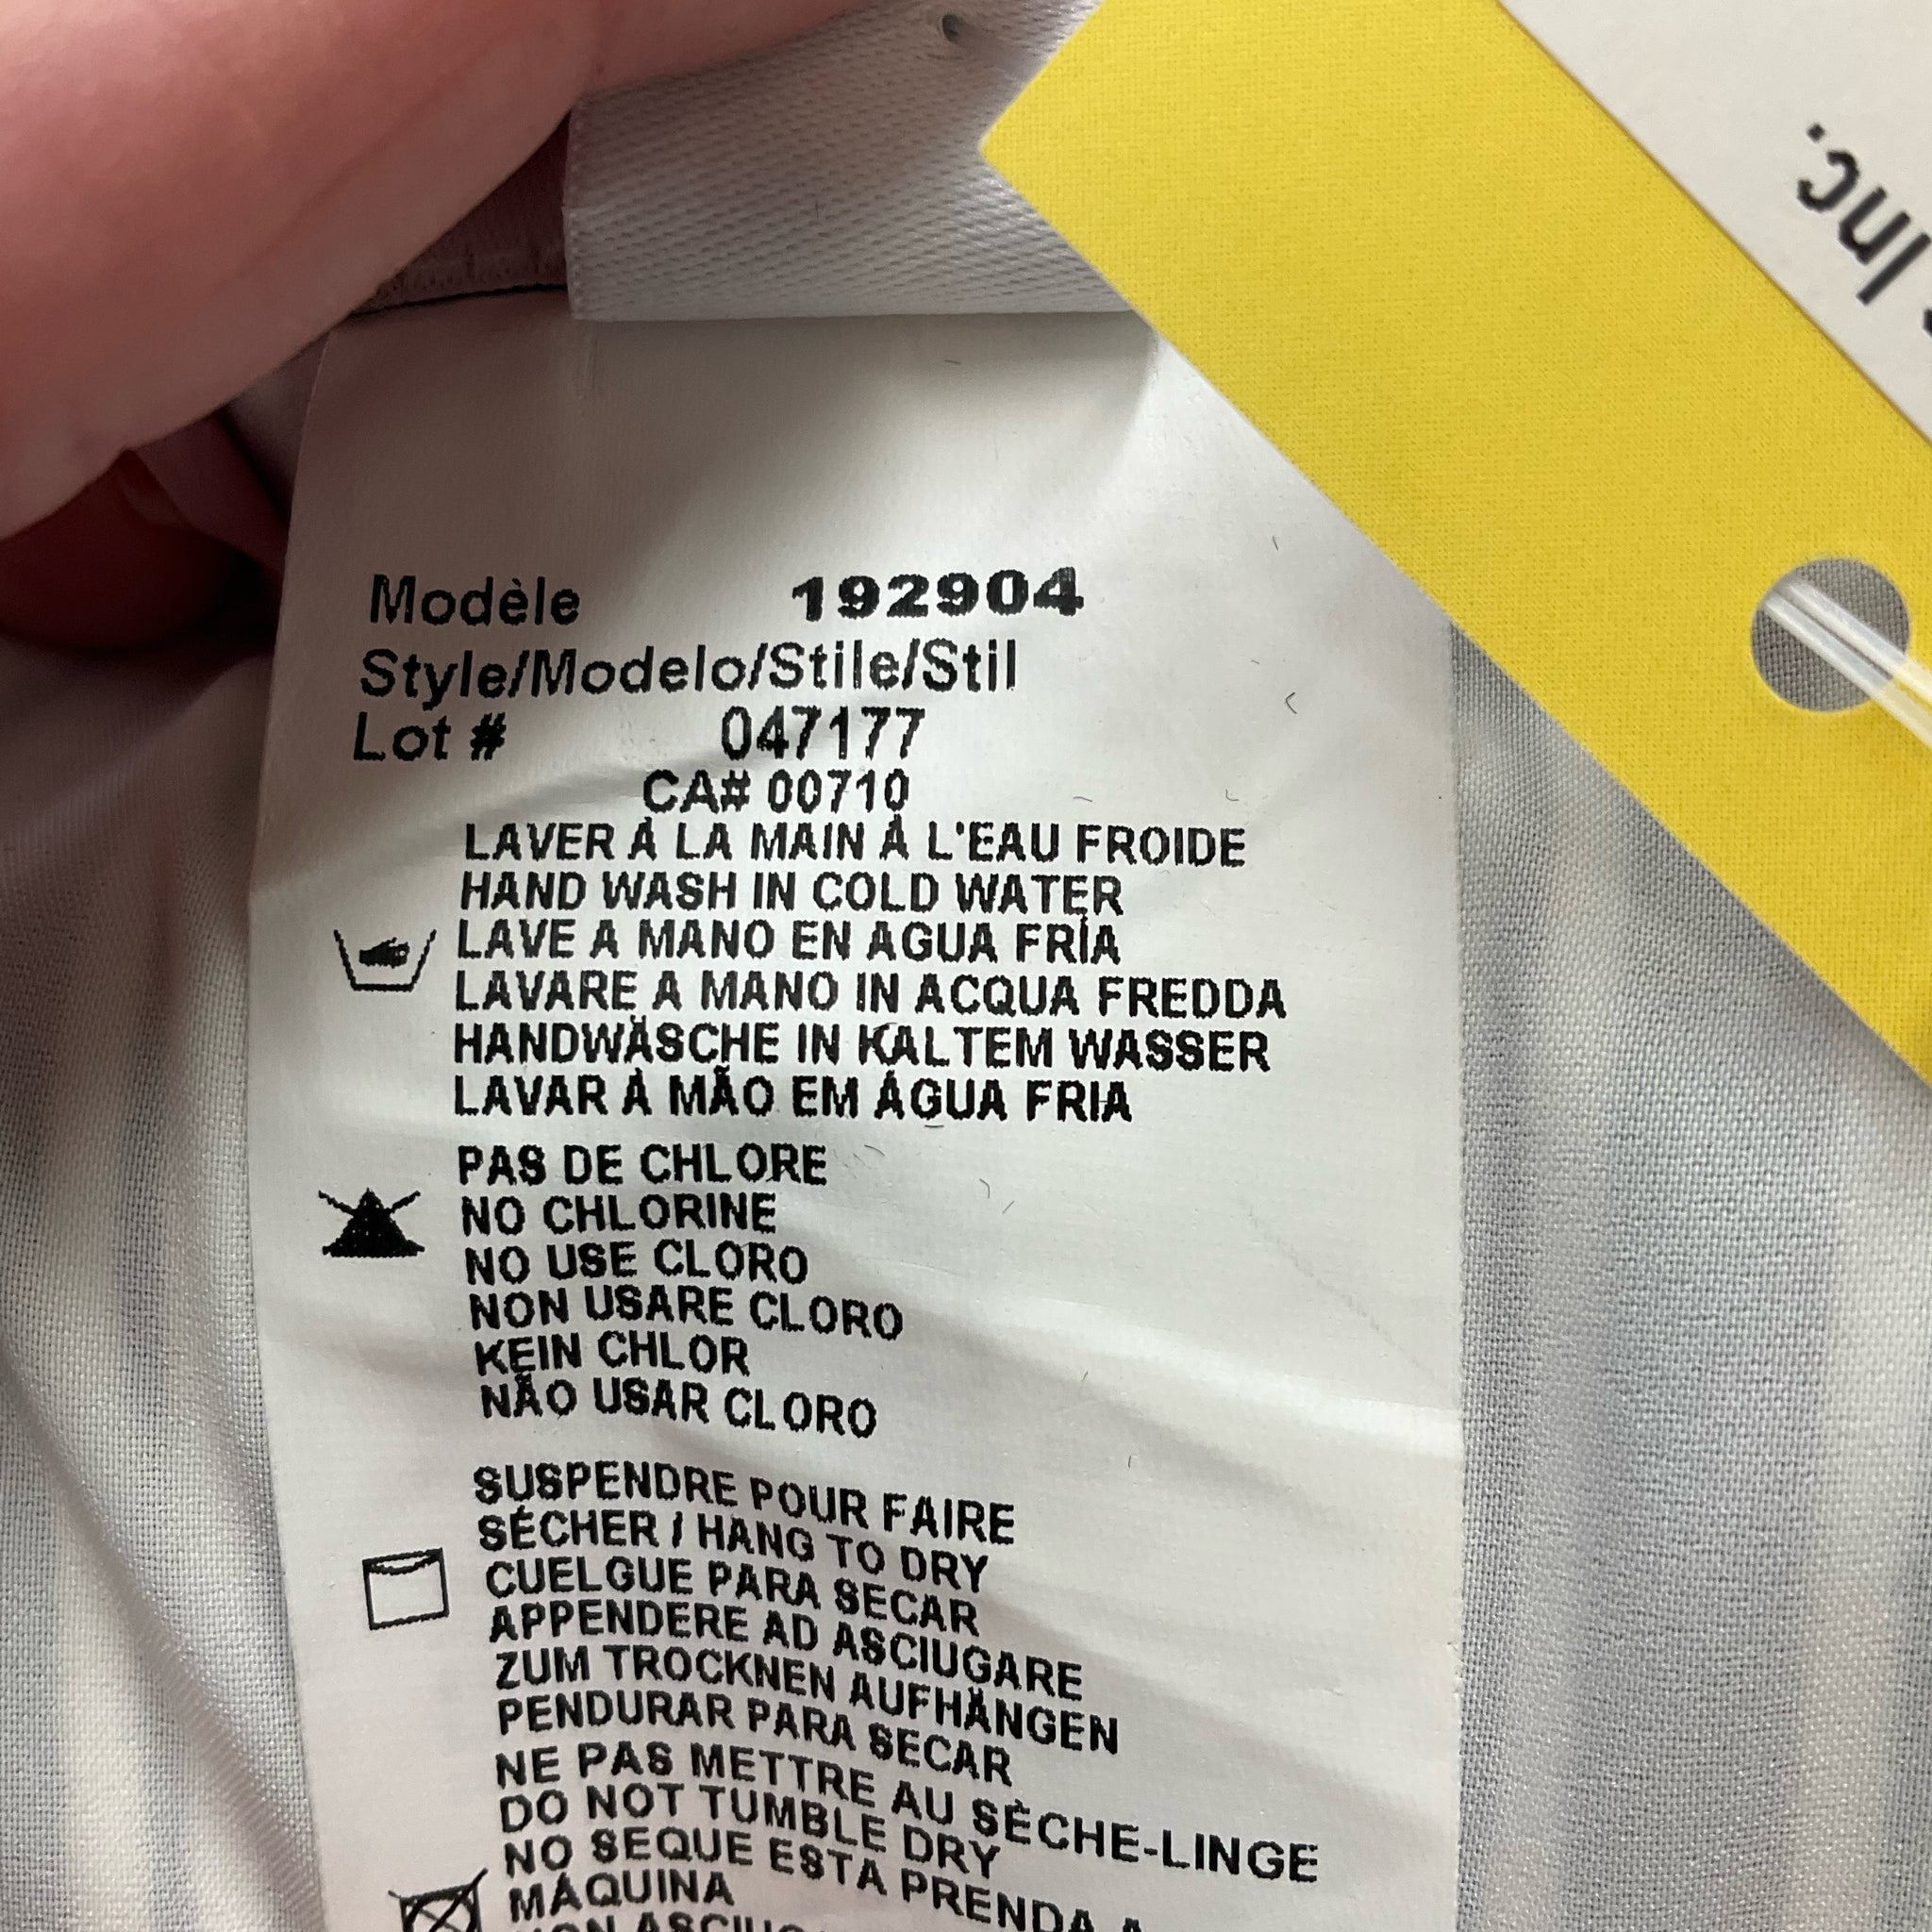 Inc.
Modèle 192904
Style/Modelo/Stile/Stil
Lot # 047177
CA# 00710
LAVER À LA MAIN À L'EAU FROIDE
HAND WASH IN COLD WATER
LAVE A MANO EN AGUA FRÍA
LAVARE A MANO IN ACQUA FREDDA
HANDWÄSCHE IN KALTEM WASSER
LAVAR À MÃO EM ÁGUA FRIA
PAS DE CHLORE
NO CHLORINE
NO USE CLORO
NON USARE CLORO
KEIN CHLOR
NÃO USAR CLORO
SUSPENDRE POUR FAIRE
SÉCHER / HANG TO DRY
CUELGUE PARA SECAR
APPENDERE AD ASCIUGARE
ZUM TROCKNEN AUFHÄNGEN
PENDURAR PARA SECAR
NE PAS METTRE AU SÈCHE-LINGE
DO NOT TUMBLE DRY
NO SEQUE ESTA PRENDA A
MÁQUINA